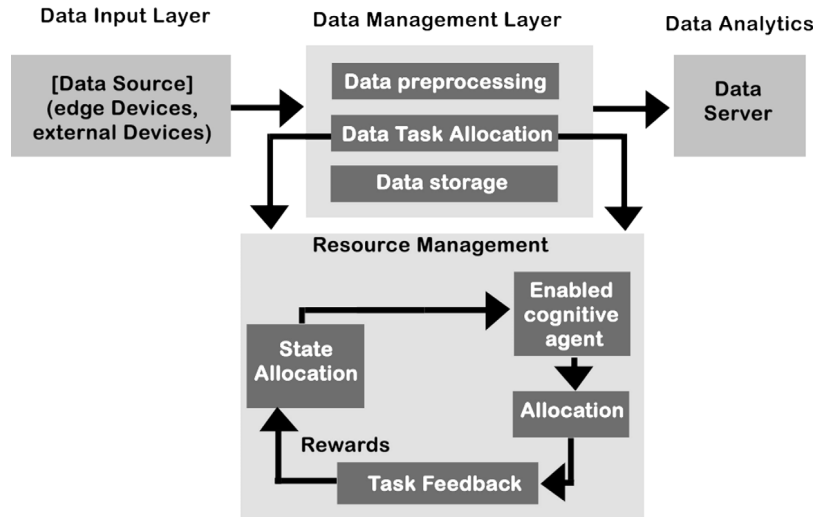 Data Input Layer
Data Management Layer
Data Analytics
[Data Source]
(edge Devices,
external Devices)
Data preprocessing
Data Task Allocation
Data storage
Data
Server
Resource Management
Enabled
cognitive
agent
State
Allocation
Allocation
Rewards
Task Feedback